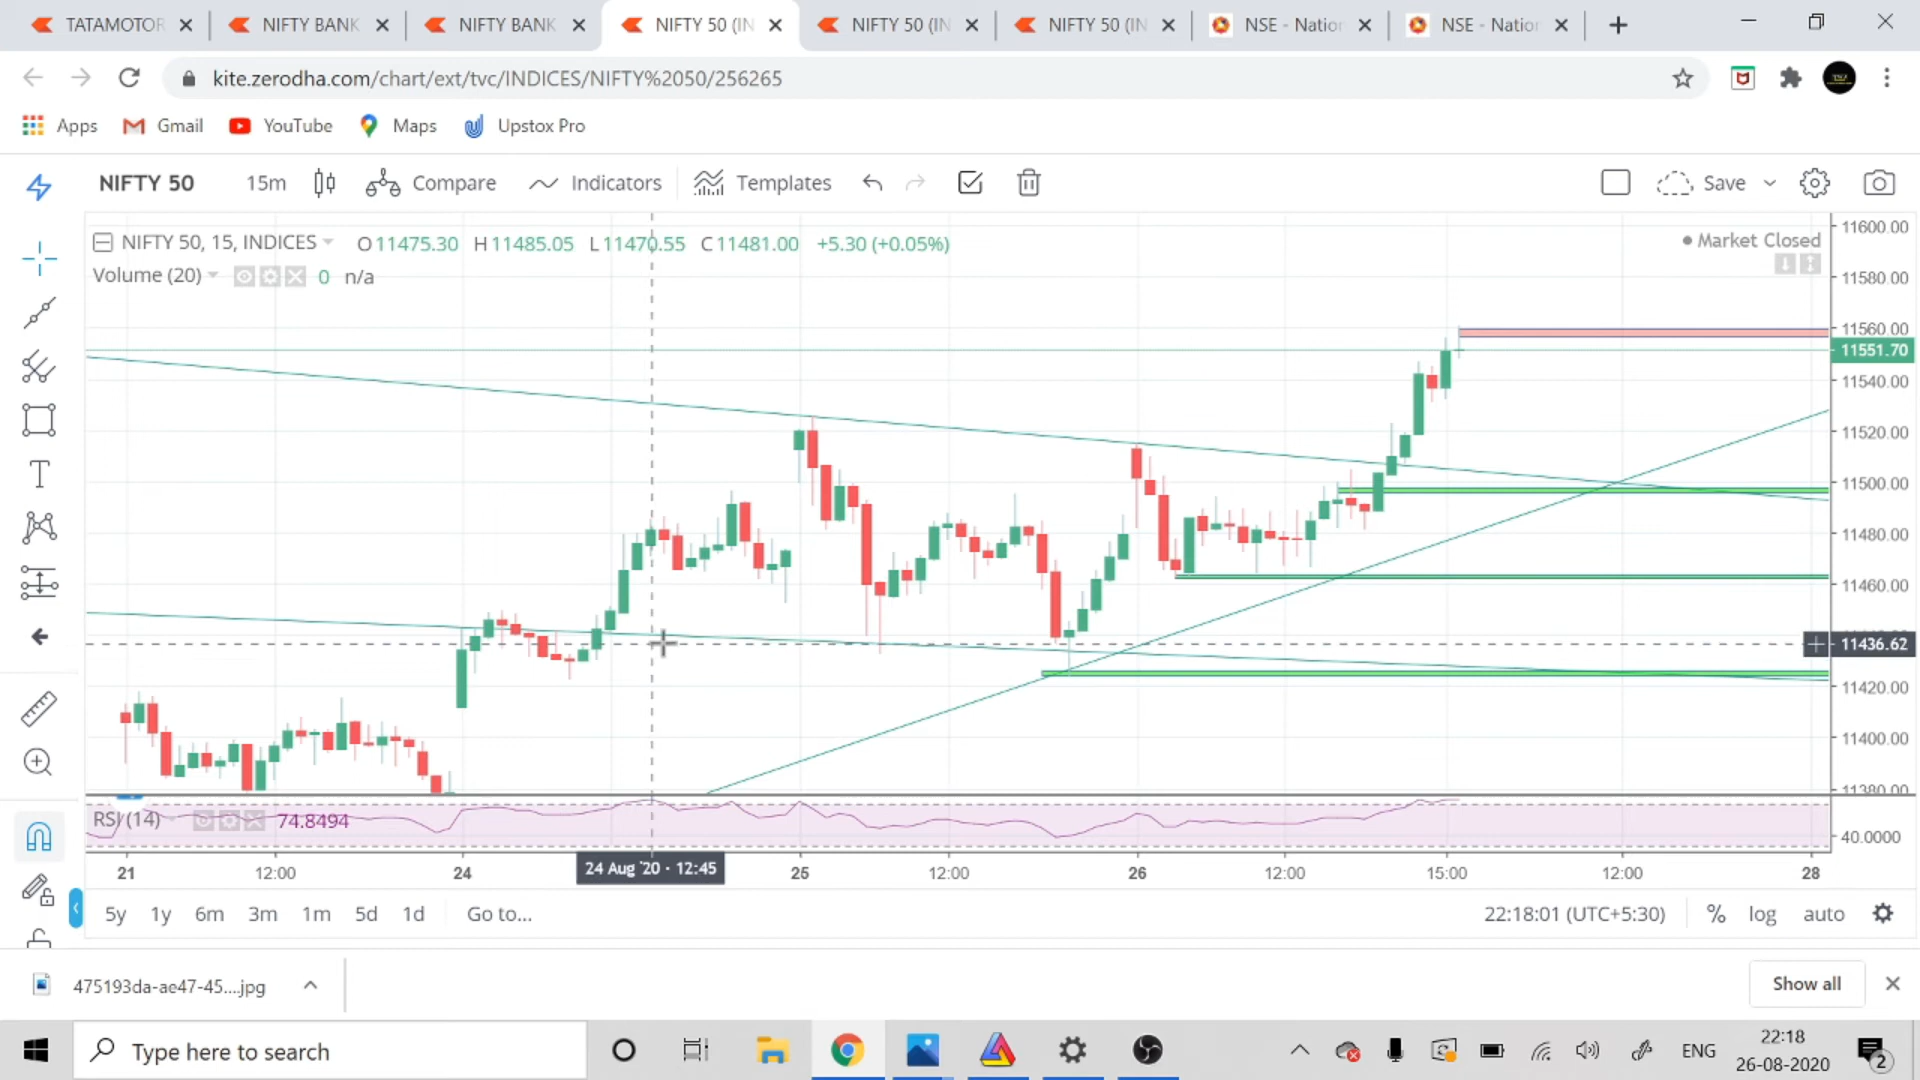 TATAMOTOR
NIFTY BANK
NIFTY BANK
NIFTY 50 (IN
NIFTY 50 (IN
NIFTY 50 (IN
NSE - Nation
NSE - Nation
kite.zerodha.com/chart/ext/tvc/INDICES/NIFTY%2050/256265
Apps
Gmail
YouTube
Maps
Upstox Pro
NIFTY 50
15m
Compare
Indicators
Templates
Save
NIFTY 50, 15, INDICES
O 11475.30 H 11485.05 L 11470.55 C 11481.00 +5.30 (+0.05%)
Market Closed
Volume (20)
0 n/a
11600.00
11580.00
11560.00
11551.70
11540.00
11520.00
11500.00
11480.00
11460.00
11436.62
11420.00
11400.00
11380.00
RSI (14)
74.8494
40.0000
21
12:00
24
24 Aug '20 · 12:45
25
12:00
26
12:00
15:00
12:00
28
5y 1y 6m 3m 1m 5d 1d Go to...
22:18:01 (UTC+5:30)
% log auto
475193da-ae47-45....jpg
Show all
Type here to search
ENG
22:18
26-08-2020
2